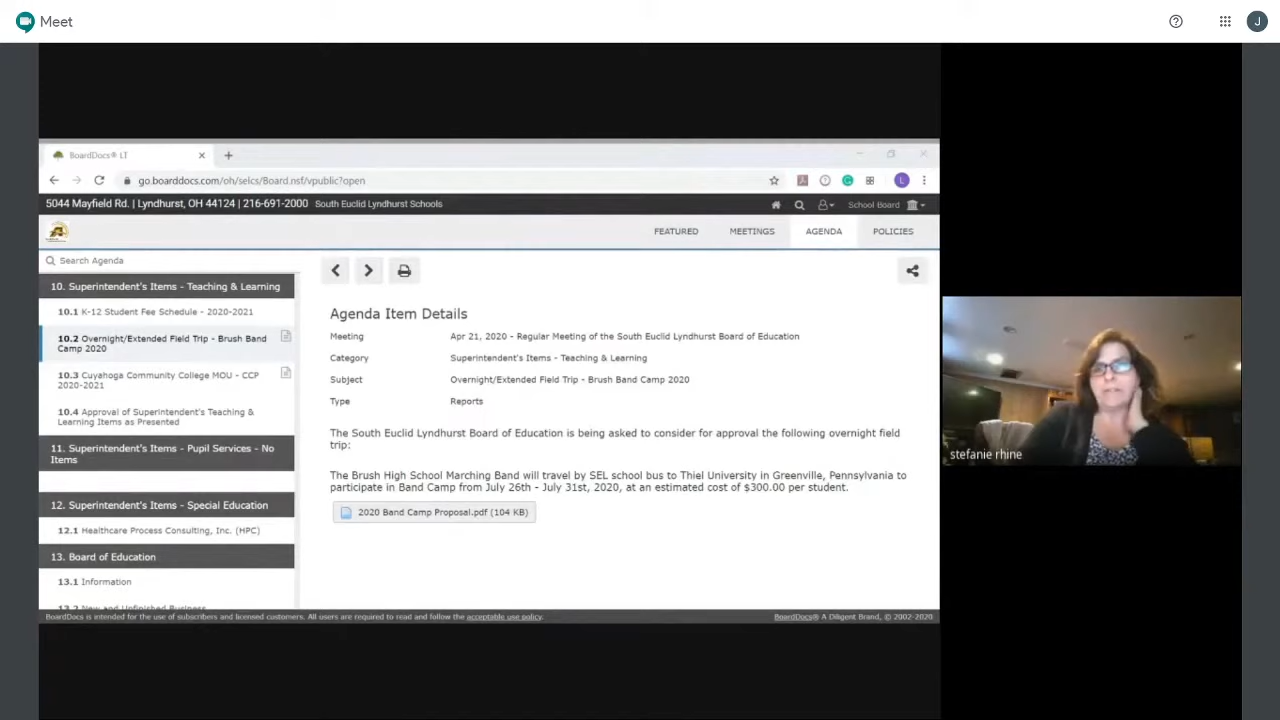 Meet
J
BoardDocs® LT
go.boarddocs.com/oh/selcs/Board.nsf/vpublic?open
L
5044 Mayfield Rd. | Lyndhurst, OH 44124 | 216-691-2000 South Euclid Lyndhurst Schools
School Board
FEATURED MEETINGS AGENDA POLICIES
Search Agenda
10. Superintendent's Items - Teaching & Learning
10.1 K-12 Student Fee Schedule - 2020-2021
10.2 Overnight/Extended Field Trip - Brush Band
Camp 2020
10.3 Cuyahoga Community College MOU - CCP
2020-2021
10.4 Approval of Superintendent's Teaching &
Learning Items as Presented
11. Superintendent's Items - Pupil Services - No
Items
12. Superintendent's Items - Special Education
12.1 Healthcare Process Consulting, Inc. (HPC)
13. Board of Education
13.1 Information
13.2 New and Unfinished Business
Agenda Item Details
Meeting Apr 21, 2020 - Regular Meeting of the South Euclid Lyndhurst Board of Education
Category Superintendent's Items - Teaching & Learning
Subject Overnight/Extended Field Trip - Brush Band Camp 2020
Type Reports
The South Euclid Lyndhurst Board of Education is being asked to consider for approval the following overnight field
trip:
The Brush High School Marching Band will travel by SEL school bus to Thiel University in Greenville, Pennsylvania to
participate in Band Camp from July 26th - July 31st, 2020, at an estimated cost of $300.00 per student.
2020 Band Camp Proposal.pdf (104 KB)
stefanie rhine
BoardDocs is intended for the use of subscribers and licensed customers. All users are required to read and follow the acceptable use policy.
BoardDocs® A Diligent Brand, © 2002-2020